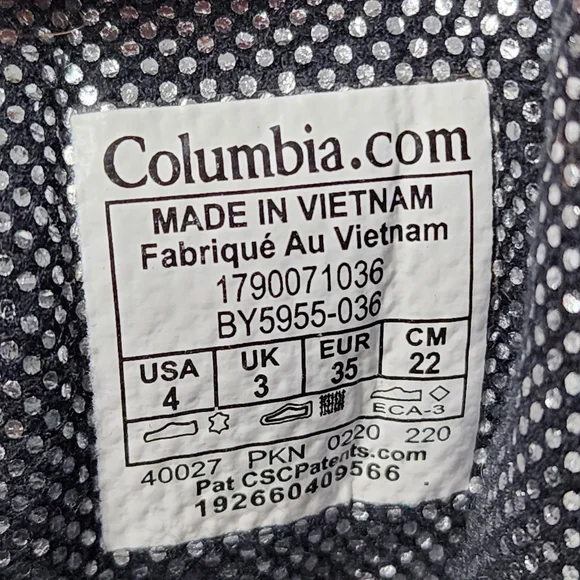 Columbia.com
MADE IN VIETNAM
Fabriqué Au Vietnam
1790071036
BY5955-036
USA UK EUR CM
4 3 35 22
ECA-3
40027 PKN 0220 220
Pat CSCPatents.com
192660409566